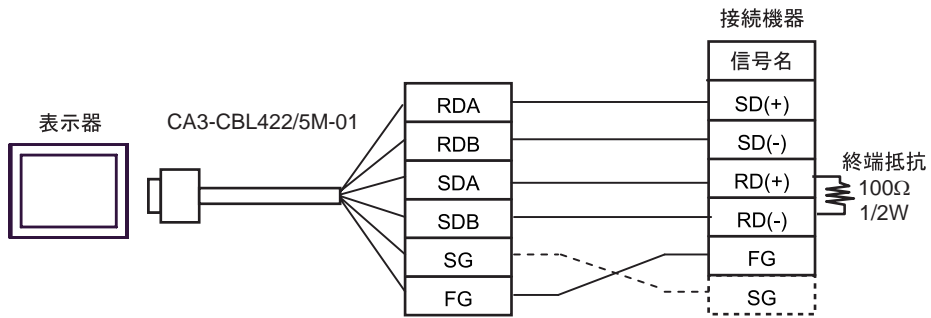 接続機器
信号名
表示器
CA3-CBL422/5M-01
RDA
RDB
SDA
SDB
SG
FG
SD(+)
SD(-)
RD(+)
RD(-)
FG
SG
終端抵抗
100Ω
1/2W